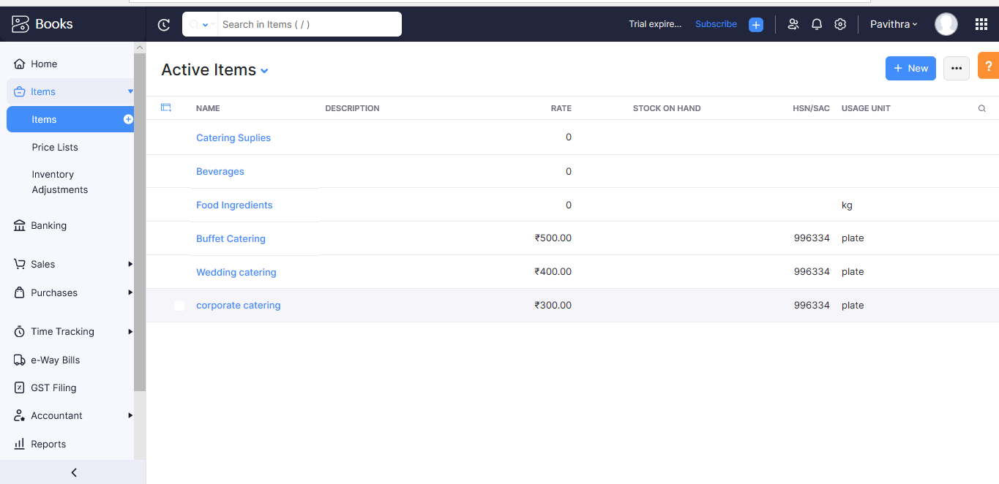 Books
Search in Items ( / )
Trial expire...
Subscribe
Pavithra
Home
Items
Items
Price Lists
Inventory
Adjustments
Banking
Sales
Purchases
Time Tracking
e-Way Bills
GST Filing
Accountant
Reports
Active Items
+ New
?
NAME DESCRIPTION RATE STOCK ON HAND HSN/SAC USAGE UNIT
Catering Suplies 0
Beverages 0
Food Ingredients 0 kg
Buffet Catering ₹500.00 996334 plate
Wedding catering ₹400.00 996334 plate
corporate catering ₹300.00 996334 plate